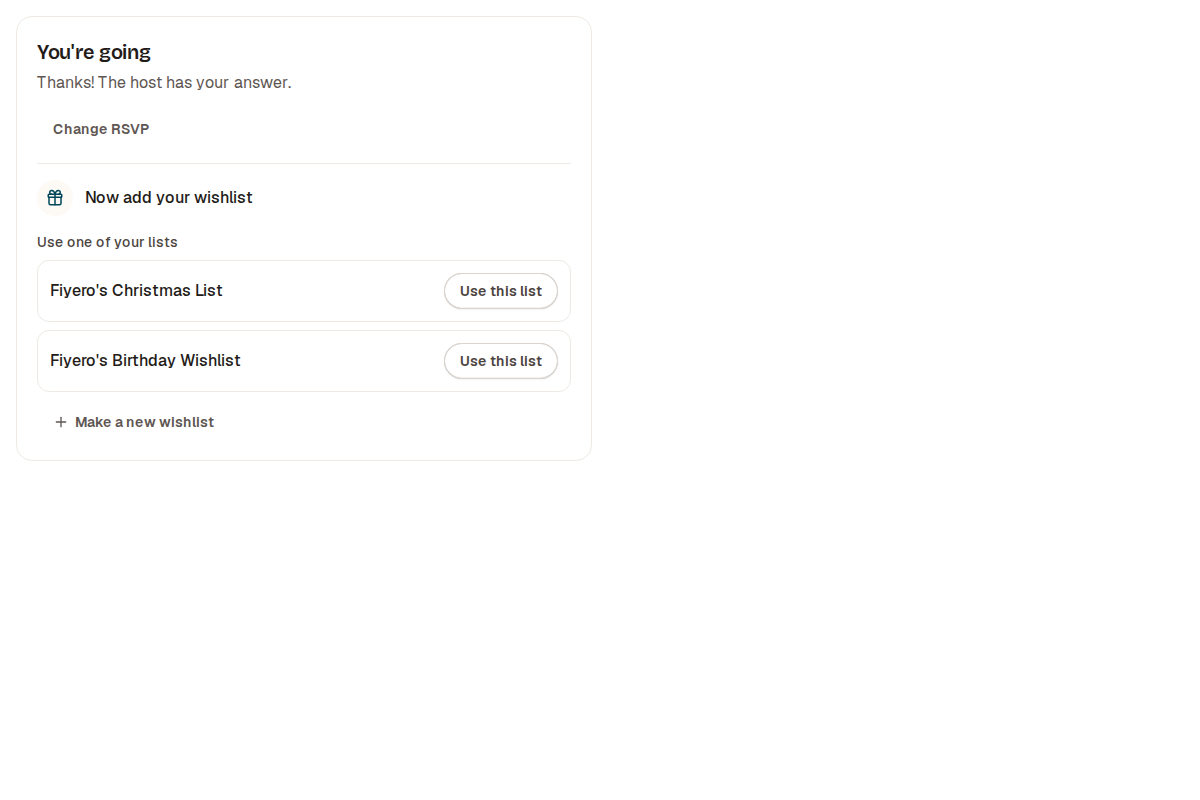 You're going
Thanks! The host has your answer.
Change RSVP
Now add your wishlist
Use one of your lists
Fiyero's Christmas List
Use this list
Fiyero's Birthday Wishlist
Use this list
Make a new wishlist